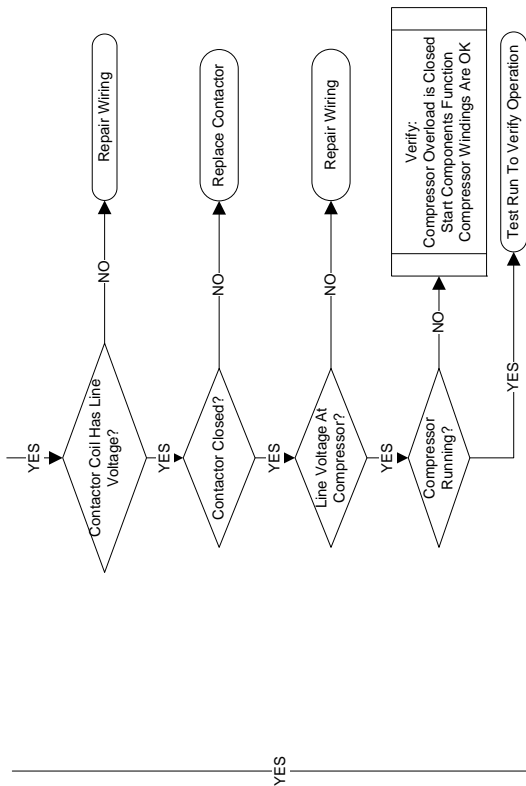 YES
Contactor Coil Has Line
Voltage?
NO
Repair Wiring
YES
Contactor Closed?
NO
Replace Contactor
YES
Line Voltage At
Compressor?
NO
Repair Wiring
YES
Compressor
Running?
NO
Verify:
Compressor Overload is Closed
Start Components Function
Compressor Windings Are OK
YES
Test Run To Verify Operation
YES